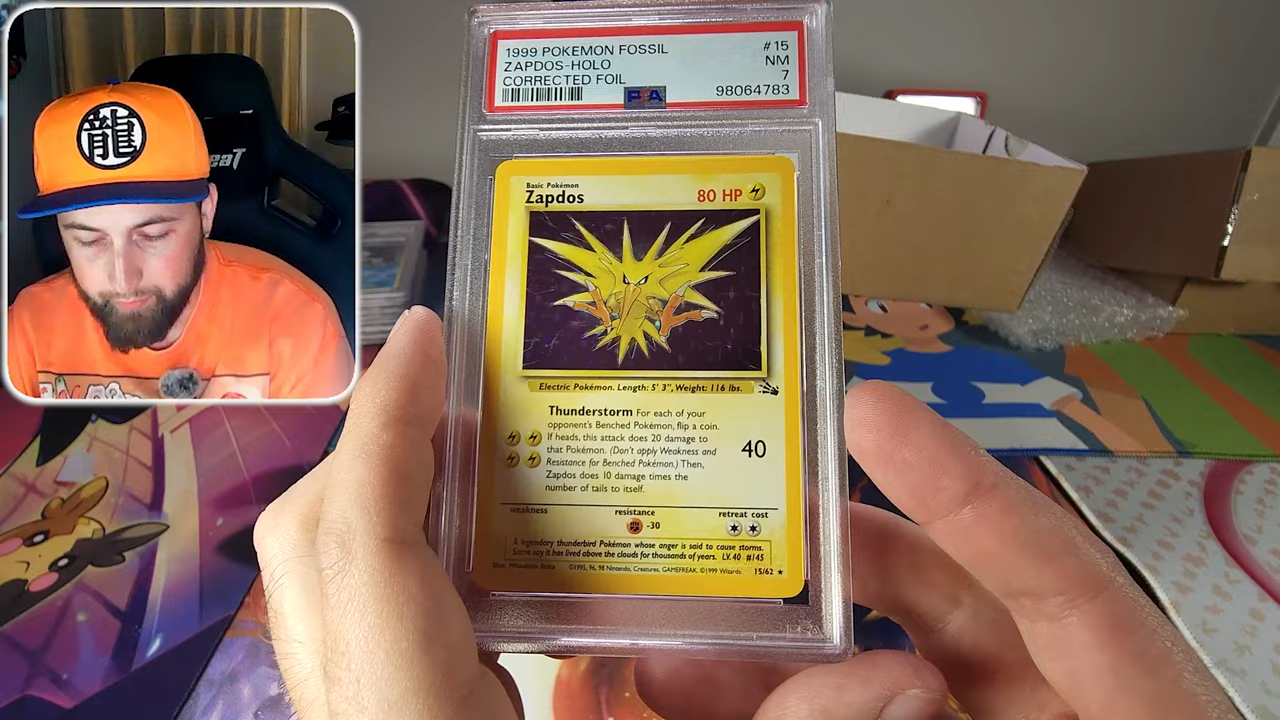 龍
1999 POKEMON FOSSIL #15
ZAPDOS-HOLO NM
CORRECTED FOIL 7
PSA 98064783
Basic Pokémon
Zapdos 80 HP
Electric Pokémon. Length: 5' 3", Weight: 116 lbs.
Thunderstorm For each of your
opponent's Benched Pokémon, flip a coin.
If heads, this attack does 20 damage to
that Pokémon. (Don't apply Weakness and
Resistance for Benched Pokémon.) Then,
Zapdos does 10 damage times the
number of tails to itself.
40
weakness resistance retreat cost
-30
A legendary thunderbird Pokémon whose anger is said to cause storms.
Some say it has lived above the clouds for thousands of years. LV. 40 #145
Illus. Mitsuhiro Arita ©1995, 96, 98 Nintendo, Creatures, GAMEFREAK. ©1999 Wizards. 15/62